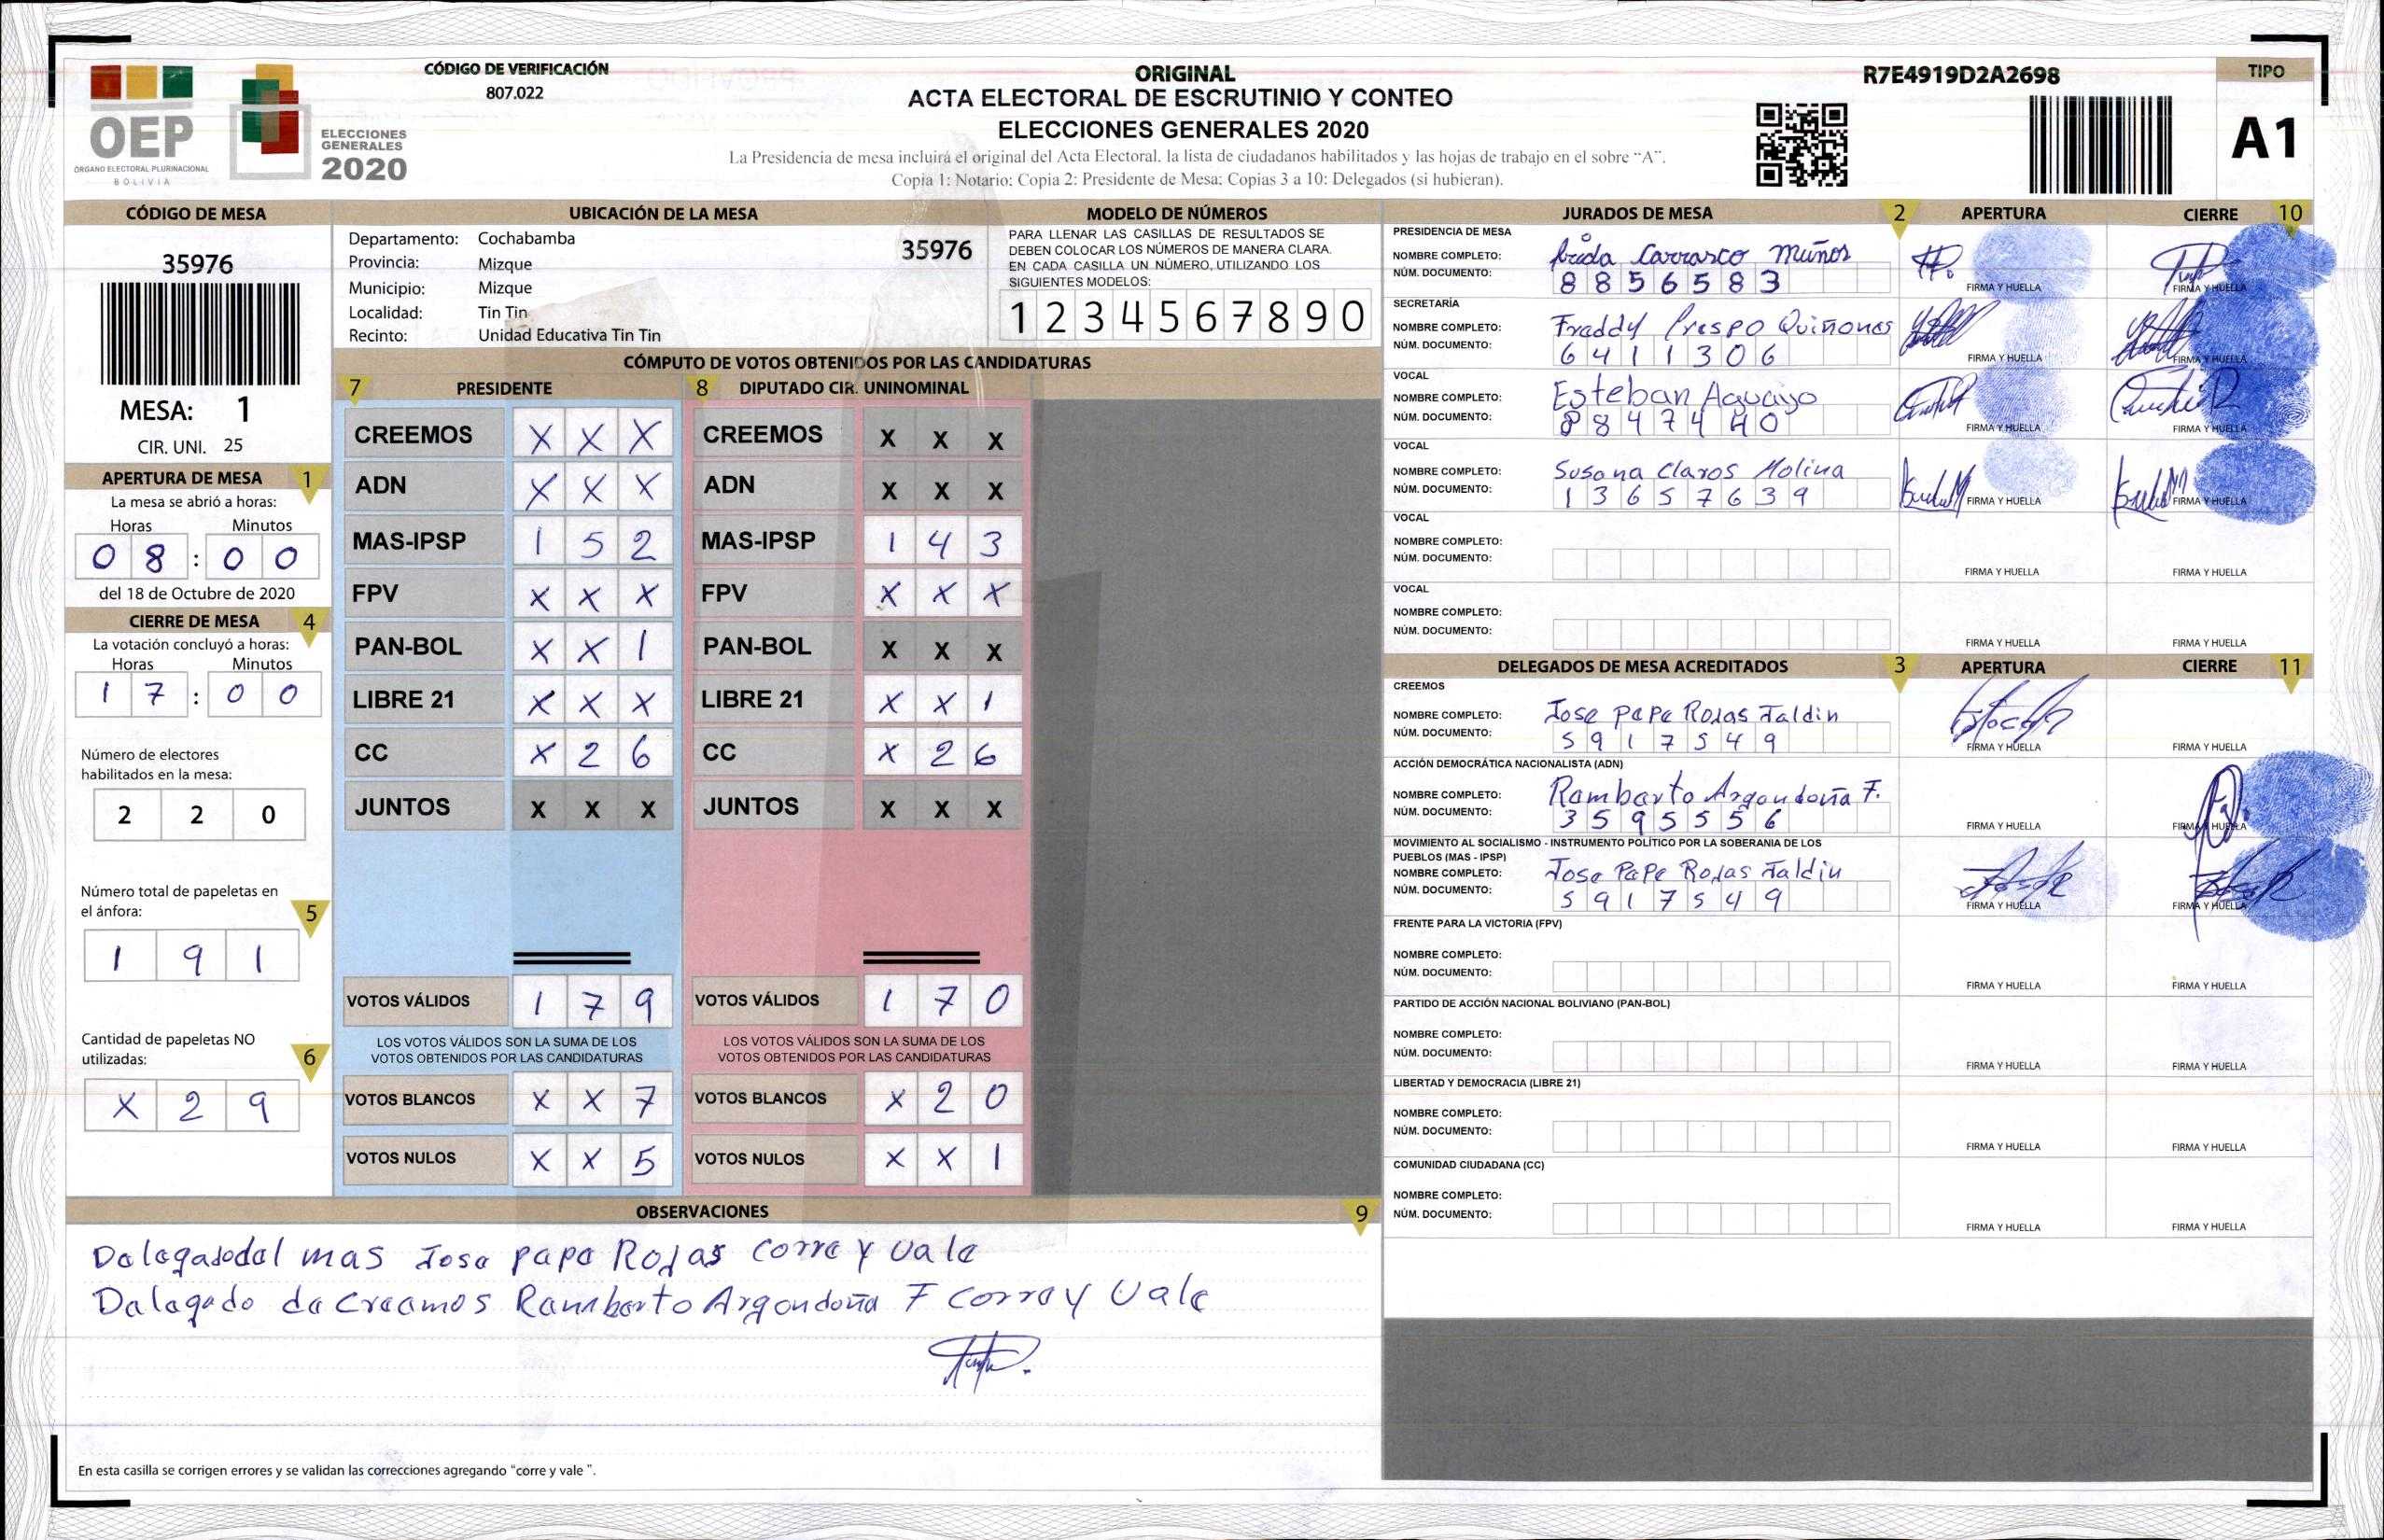 OEP
ÓRGANO ELECTORAL PLURINACIONAL
BOLIVIA
ELECCIONES
GENERALES
2020
CÓDIGO DE VERIFICACIÓN
807.022
ORIGINAL
ACTA ELECTORAL DE ESCRUTINIO Y CONTEO
ELECCIONES GENERALES 2020
La Presidencia de mesa incluirá el original del Acta Electoral, la lista de ciudadanos habilitados y las hojas de trabajo en el sobre “A”.
Copia 1: Notario; Copia 2: Presidente de Mesa; Copias 3 a 10: Delegados (si hubieran).
R7E4919D2A2698
TIPO
A1
CÓDIGO DE MESA
35976
MESA: 1
CIR. UNI. 25
APERTURA DE MESA 1
La mesa se abrió a horas:
Horas Minutos
0 8 : 0 0
del 18 de Octubre de 2020
CIERRE DE MESA 4
La votación concluyó a horas:
Horas Minutos
1 7 : 0 0
Número de electores
habilitados en la mesa:
2 2 0
Número total de papeletas en
el ánfora: 5
1 9 1
Cantidad de papeletas NO
utilizadas: 6
X 2 9
UBICACIÓN DE LA MESA
Departamento: Cochabamba
Provincia: Mizque
Municipio: Mizque
Localidad: Tin Tin
Recinto: Unidad Educativa Tin Tin
35976
MODELO DE NÚMEROS
PARA LLENAR LAS CASILLAS DE RESULTADOS SE
DEBEN COLOCAR LOS NÚMEROS DE MANERA CLARA.
EN CADA CASILLA UN NÚMERO, UTILIZANDO LOS
SIGUIENTES MODELOS:
1 2 3 4 5 6 7 8 9 0
CÓMPUTO DE VOTOS OBTENIDOS POR LAS CANDIDATURAS
7 PRESIDENTE
CREEMOS X X X
ADN X X X
MAS-IPSP 1 5 2
FPV X X X
PAN-BOL X X 1
LIBRE 21 X X X
CC X 2 6
JUNTOS X X X
VOTOS VÁLIDOS 1 7 9
LOS VOTOS VÁLIDOS SON LA SUMA DE LOS
VOTOS OBTENIDOS POR LAS CANDIDATURAS
VOTOS BLANCOS X X 7
VOTOS NULOS X X 5
8 DIPUTADO CIR. UNINOMINAL
CREEMOS X X X
ADN X X X
MAS-IPSP 1 4 3
FPV X X X
PAN-BOL X X X
LIBRE 21 X X 1
CC X 2 6
JUNTOS X X X
VOTOS VÁLIDOS 1 7 0
LOS VOTOS VÁLIDOS SON LA SUMA DE LOS
VOTOS OBTENIDOS POR LAS CANDIDATURAS
VOTOS BLANCOS X 2 0
VOTOS NULOS X X 1
OBSERVACIONES 9
Delegado del mas Jose pape Rojas corre y vale
Delegado de Creemos Ramberto Argondoña F corre y vale
En esta casilla se corrigen errores y se validan las correcciones agregando “corre y vale ”.
JURADOS DE MESA 2 APERTURA CIERRE 10
PRESIDENCIA DE MESA
NOMBRE COMPLETO: Carrasco Muños
NÚM. DOCUMENTO: 8 8 5 6 5 8 3
FIRMA Y HUELLA FIRMA Y HUELLA
SECRETARÍA
NOMBRE COMPLETO: Freddy Crespo Quiñones
NÚM. DOCUMENTO: 6 4 1 1 3 0 6
FIRMA Y HUELLA FIRMA Y HUELLA
VOCAL
NOMBRE COMPLETO: Esteban Aguayo
NÚM. DOCUMENTO: 8 8 4 7 4 4 0
FIRMA Y HUELLA FIRMA Y HUELLA
VOCAL
NOMBRE COMPLETO: Susana Claros Molina
NÚM. DOCUMENTO: 1 3 6 5 7 6 3 9
FIRMA Y HUELLA FIRMA Y HUELLA
VOCAL
NOMBRE COMPLETO:
NÚM. DOCUMENTO:
FIRMA Y HUELLA FIRMA Y HUELLA
VOCAL
NOMBRE COMPLETO:
NÚM. DOCUMENTO:
FIRMA Y HUELLA FIRMA Y HUELLA
DELEGADOS DE MESA ACREDITADOS 3 APERTURA CIERRE 11
CREEMOS
NOMBRE COMPLETO: Jose Pape Rojas Faldin
NÚM. DOCUMENTO: 5 9 1 7 5 4 9
FIRMA Y HUELLA FIRMA Y HUELLA
ACCIÓN DEMOCRÁTICA NACIONALISTA (ADN)
NOMBRE COMPLETO: Ramberto Argondoña F.
NÚM. DOCUMENTO: 3 5 9 5 5 5 6
FIRMA Y HUELLA FIRMA Y HUELLA
MOVIMIENTO AL SOCIALISMO - INSTRUMENTO POLÍTICO POR LA SOBERANIA DE LOS
PUEBLOS (MAS - IPSP)
NOMBRE COMPLETO: Jose Pape Rojas Faldin
NÚM. DOCUMENTO: 5 9 1 7 5 4 9
FIRMA Y HUELLA FIRMA Y HUELLA
FRENTE PARA LA VICTORIA (FPV)
NOMBRE COMPLETO:
NÚM. DOCUMENTO:
FIRMA Y HUELLA FIRMA Y HUELLA
PARTIDO DE ACCIÓN NACIONAL BOLIVIANO (PAN-BOL)
NOMBRE COMPLETO:
NÚM. DOCUMENTO:
FIRMA Y HUELLA FIRMA Y HUELLA
LIBERTAD Y DEMOCRACIA (LIBRE 21)
NOMBRE COMPLETO:
NÚM. DOCUMENTO:
FIRMA Y HUELLA FIRMA Y HUELLA
COMUNIDAD CIUDADANA (CC)
NOMBRE COMPLETO:
NÚM. DOCUMENTO:
FIRMA Y HUELLA FIRMA Y HUELLA